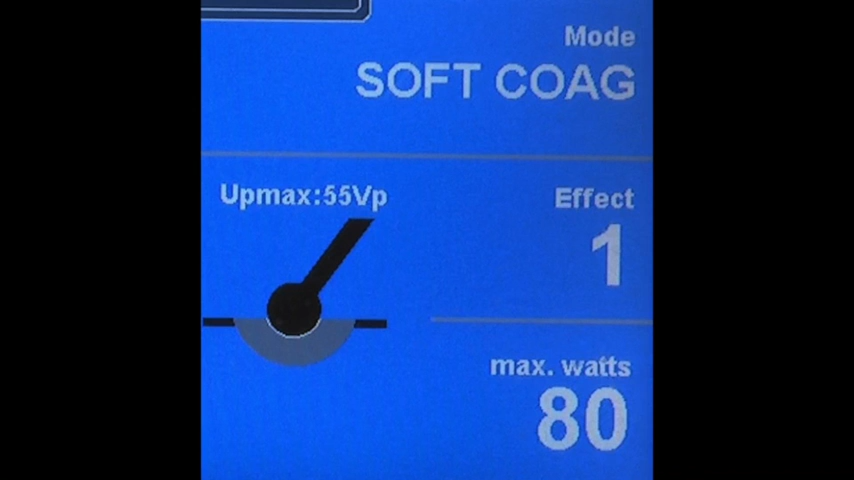 Mode
SOFT COAG
Upmax:55Vp
Effect
1
max. watts
80